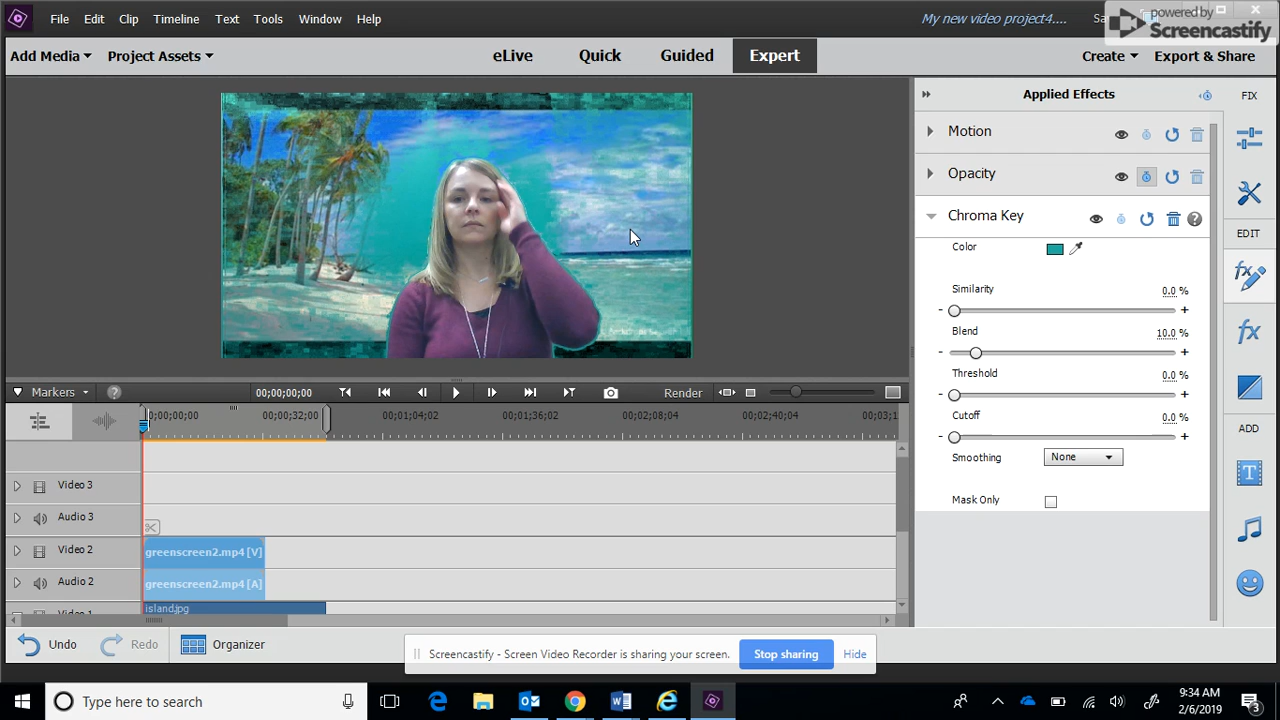 File Edit Clip Timeline Text Tools Window Help
My new video project4....
powered by
Screencastify
Add Media Project Assets
eLive Quick Guided Expert
Create Export & Share
Applied Effects
FIX
Motion
Opacity
Chroma Key
EDIT
Color
Similarity 0.0 %
- +
Blend 10.0 %
- +
Threshold 0.0 %
- +
Cutoff 0.0 %
- +
Smoothing None
Mask Only
ADD
Markers
00;00;00;00
Render
;00;00;00 00;00;32;00 00;01;04;02 00;01;36;02 00;02;08;04 00;02;40;04 00;03;1
Video 3
Audio 3
Video 2
greenscreen2.mp4 [V]
Audio 2
greenscreen2.mp4 [A]
Video 1
island.jpg
Undo Redo Organizer
Screencastify - Screen Video Recorder is sharing your screen. Stop sharing Hide
Type here to search
9:34 AM
2/6/2019
3